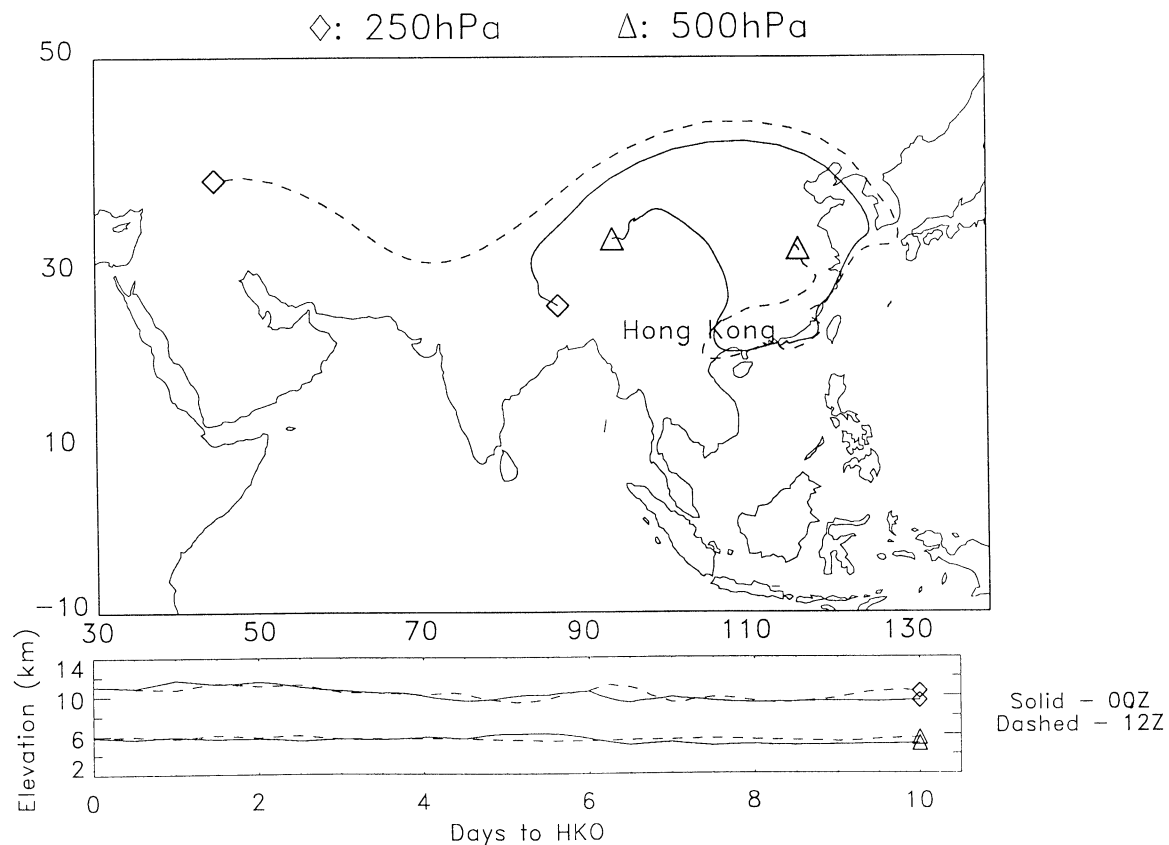 ◇: 250hPa △: 500hPa
50
30
10
−10
Hong Kong
30 50 70 90 110 130
Elevation (km)
14
10
6
2
0 2 4 6 8 10
Days to HKO
Solid − 00Z
Dashed − 12Z